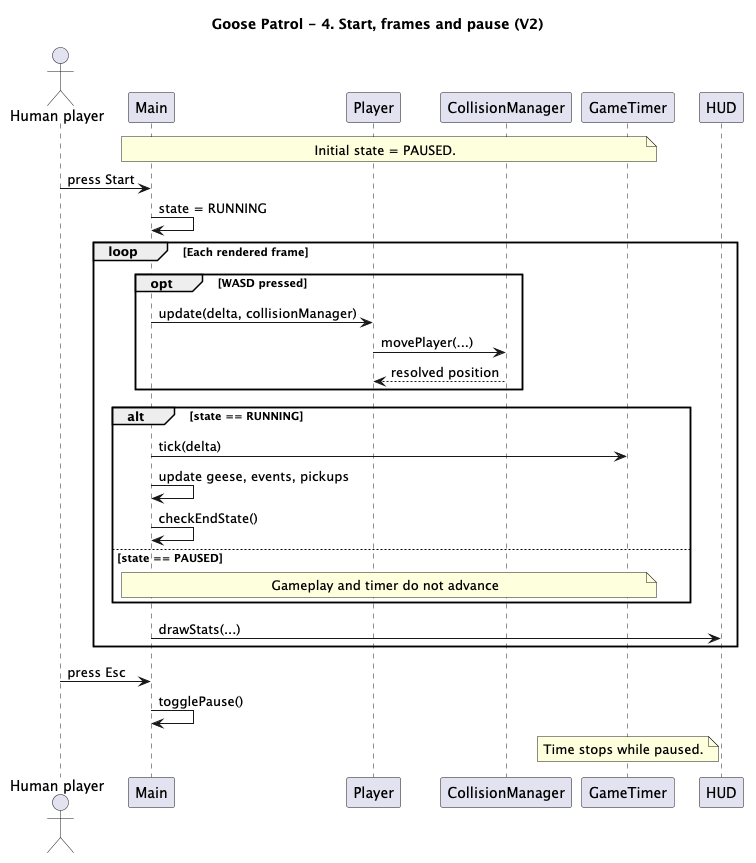 Goose Patrol - 4. Start, frames and pause (V2)
Human player
Main
Player
CollisionManager
GameTimer
HUD
Initial state = PAUSED.
press Start
state = RUNNING
loop
[Each rendered frame]
opt
[WASD pressed]
update(delta, collisionManager)
movePlayer(...)
resolved position
alt
[state == RUNNING]
tick(delta)
update geese, events, pickups
checkEndState()
[state == PAUSED]
Gameplay and timer do not advance
drawStats(...)
press Esc
togglePause()
Time stops while paused.
Human player
Main
Player
CollisionManager
GameTimer
HUD